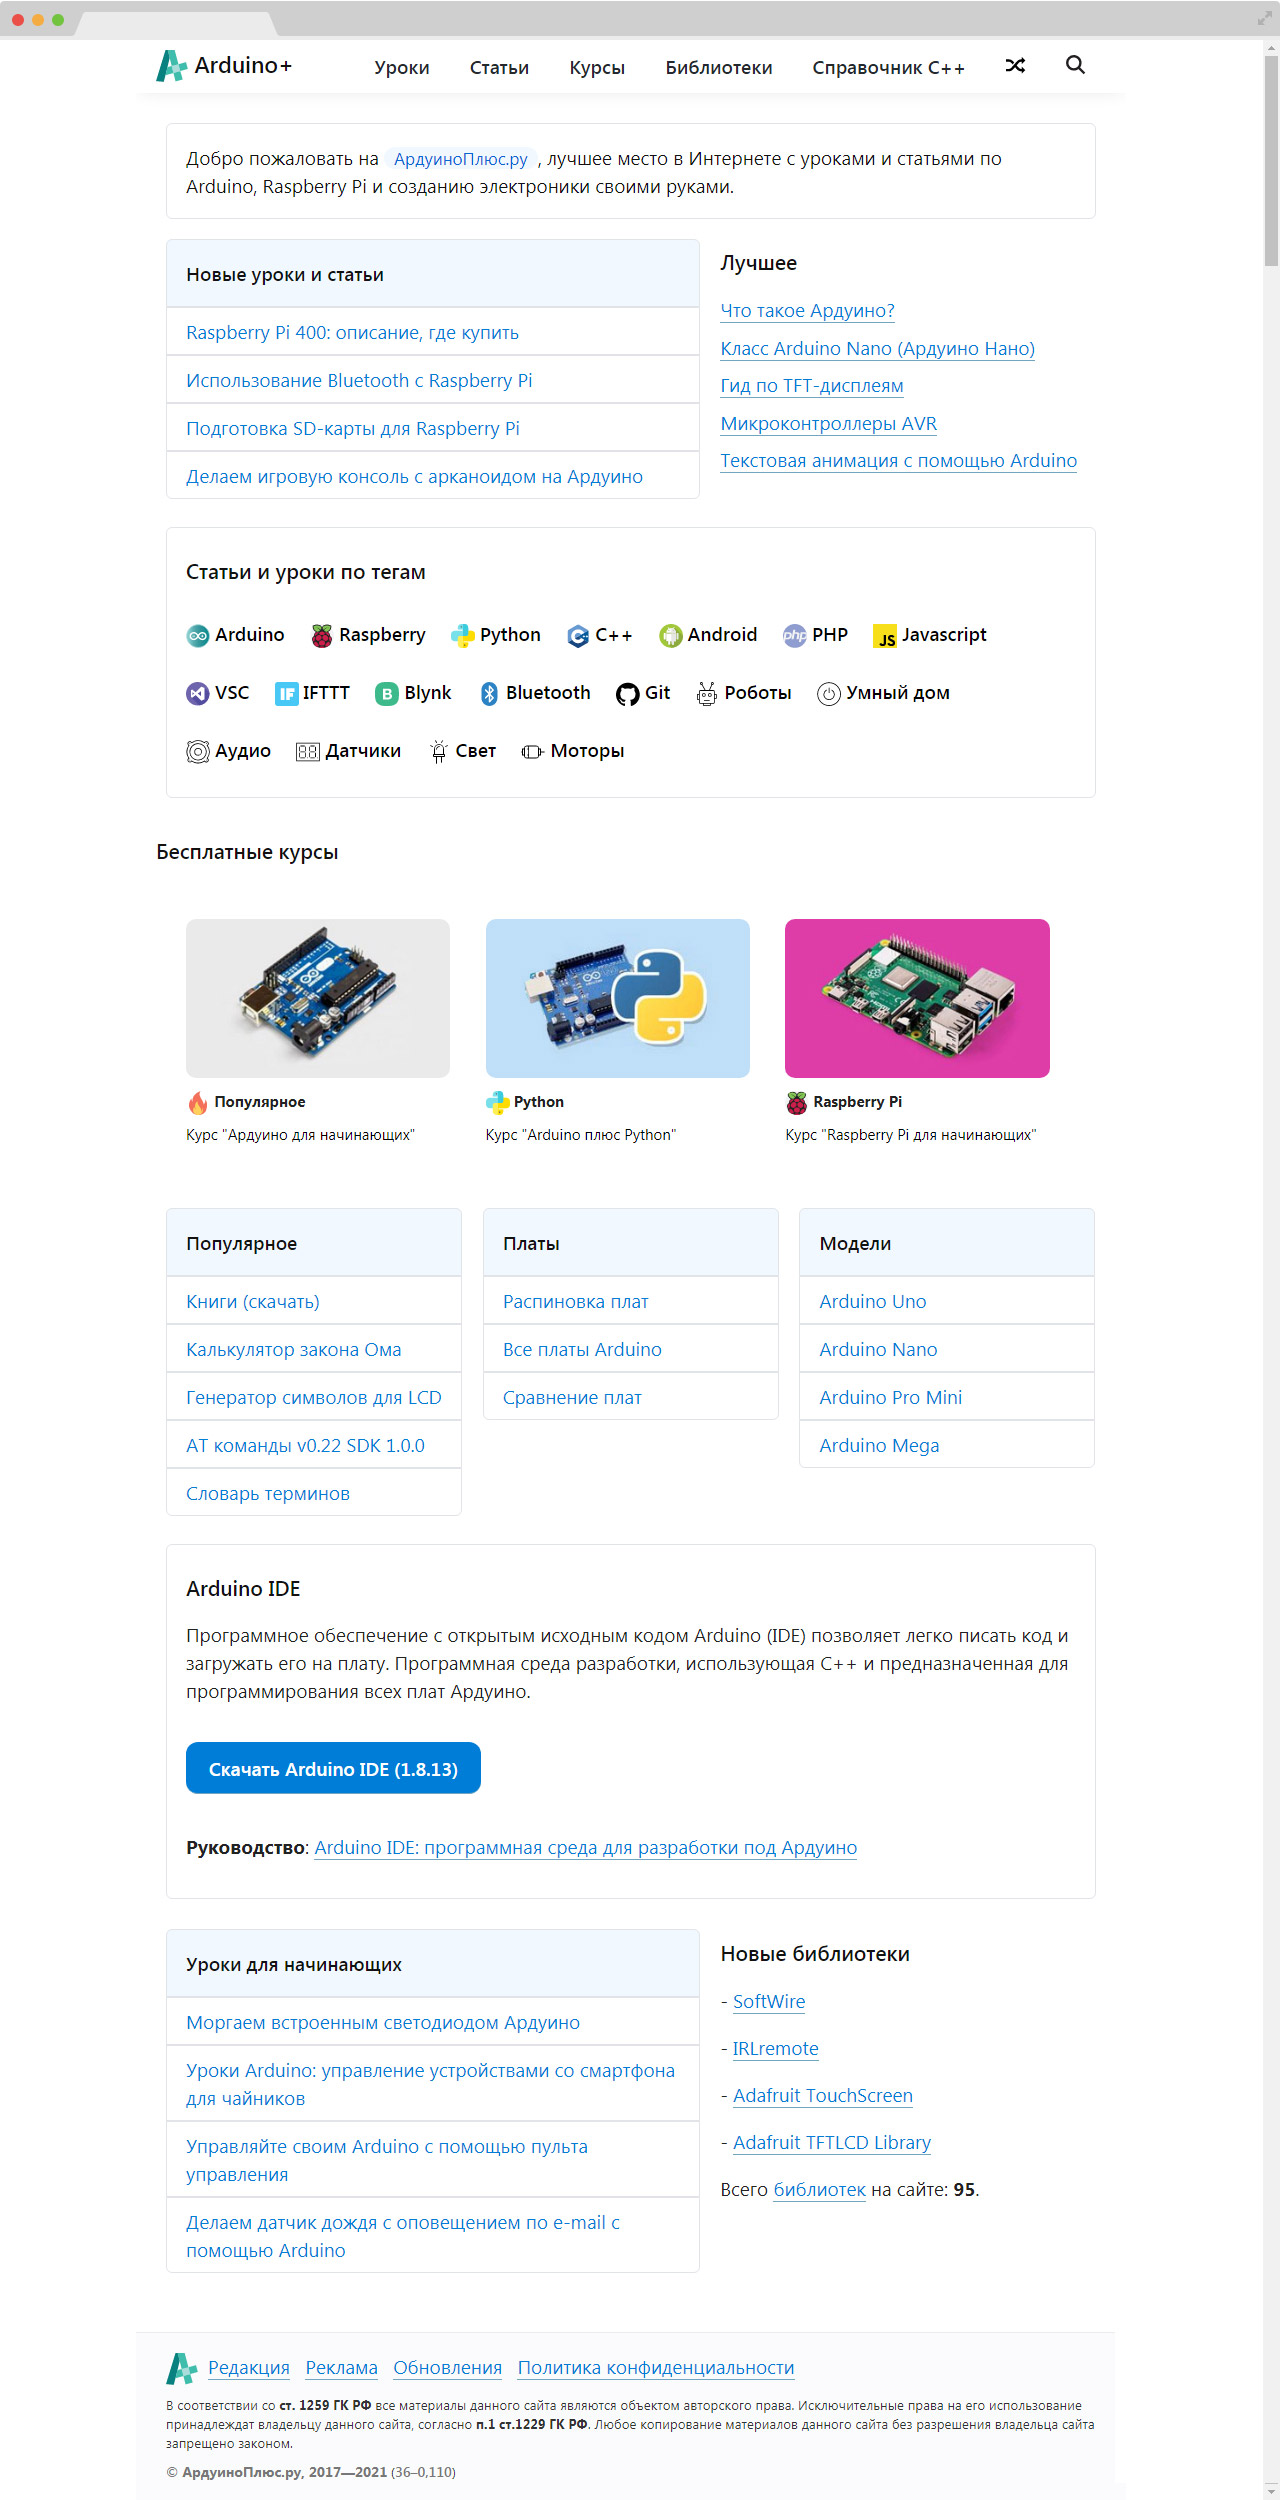 Arduino+ Уроки Статьи Курсы Библиотеки Справочник C++
Добро пожаловать на АрдуиноПлюс.ру, лучшее место в Интернете с уроками и статьями по
Arduino, Raspberry Pi и созданию электроники своими руками.
Новые уроки и статьи
Raspberry Pi 400: описание, где купить
Использование Bluetooth с Raspberry Pi
Подготовка SD-карты для Raspberry Pi
Делаем игровую консоль с арканоидом на Ардуино
Лучшее
Что такое Ардуино?
Класс Arduino Nano (Ардуино Нано)
Гид по TFT-дисплеям
Микроконтроллеры AVR
Текстовая анимация с помощью Arduino
Статьи и уроки по тегам
Arduino Raspberry Python C++ Android php PHP JS Javascript
VSC IF IFTTT B Blynk Bluetooth Git Роботы Умный дом
Аудио Датчики Свет Моторы
Бесплатные курсы
Популярное
Курс "Ардуино для начинающих"
Python
Курс "Arduino плюс Python"
Raspberry Pi
Курс "Raspberry Pi для начинающих"
Популярное
Книги (скачать)
Калькулятор закона Ома
Генератор символов для LCD
AT команды v0.22 SDK 1.0.0
Словарь терминов
Платы
Распиновка плат
Все платы Arduino
Сравнение плат
Модели
Arduino Uno
Arduino Nano
Arduino Pro Mini
Arduino Mega
Arduino IDE
Программное обеспечение с открытым исходным кодом Arduino (IDE) позволяет легко писать код и
загружать его на плату. Программная среда разработки, использующая C++ и предназначенная для
программирования всех плат Ардуино.
Скачать Arduino IDE (1.8.13)
Руководство: Arduino IDE: программная среда для разработки под Ардуино
Уроки для начинающих
Моргаем встроенным светодиодом Ардуино
Уроки Arduino: управление устройствами со смартфона
для чайников
Управляйте своим Arduino с помощью пульта
управления
Делаем датчик дождя с оповещением по e-mail с
помощью Arduino
Новые библиотеки
- SoftWire
- IRLremote
- Adafruit TouchScreen
- Adafruit TFTLCD Library
Всего библиотек на сайте: 95.
Редакция Реклама Обновления Политика конфиденциальности
В соответствии со ст. 1259 ГК РФ все материалы данного сайта являются объектом авторского права. Исключительные права на его использование
принадлеждат владельцу данного сайта, согласно п.1 ст.1229 ГК РФ. Любое копирование материалов данного сайта без разрешения владельца сайта
запрещено законом.
© АрдуиноПлюс.ру, 2017—2021 (36–0,110)